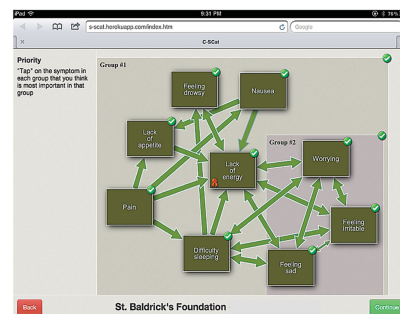 iPad
9:31 PM
76%
s-scat.herokuapp.com/index.htm
Google
C-SCat
Priority
"Tap" on the symptom in
each group that you think
is most important in that
group
Group #1
Feeling
drowsy
Nausea
Lack
of
appetite
Group #2
Lack
of
energy
Worrying
Pain
Feeling
irritable
Difficulty
sleeping
Feeling
sad
Back
St. Baldrick's Foundation
Continue